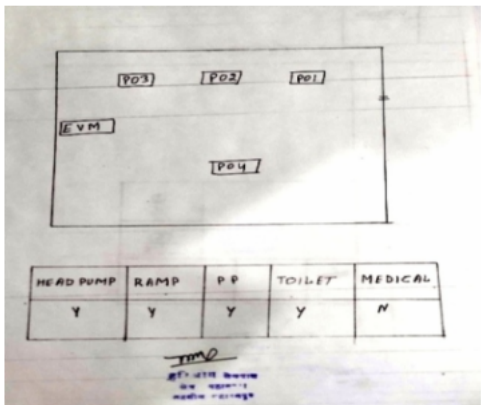 PO3 PO2 PO1
EVM
PO4
HEAD PUMP RAMP PP TOILET MEDICAL
Y Y Y Y N